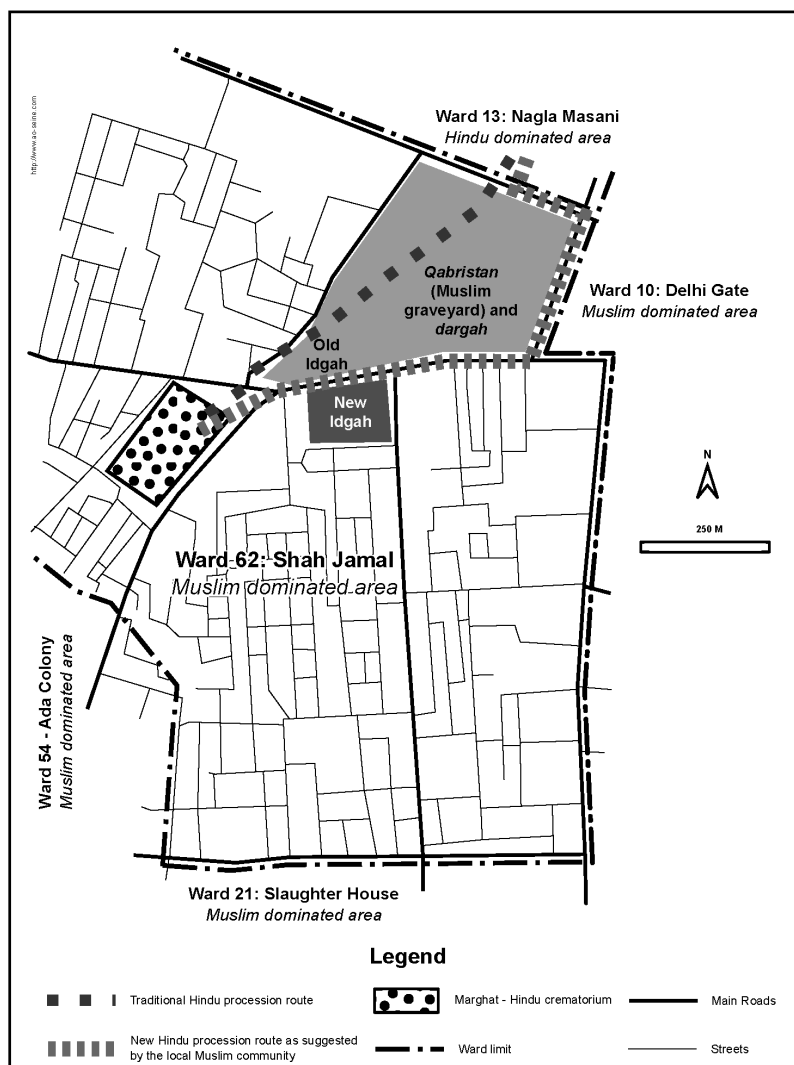 http://www.ao-seine.com
Ward 13: Nagla Masani
Hindu dominated area
Qabristan
(Muslim
graveyard) and
dargah
Ward 10: Delhi Gate
Muslim dominated area
Old
Idgah
New
Idgah
N
250 M
Ward 62: Shah Jamal
Muslim dominated area
Ward 54 - Ada Colony
Muslim dominated area
Ward 21: Slaughter House
Muslim dominated area
Legend
Traditional Hindu procession route
Marghat - Hindu crematorium
Main Roads
New Hindu procession route as suggested
by the local Muslim community
Ward limit
Streets